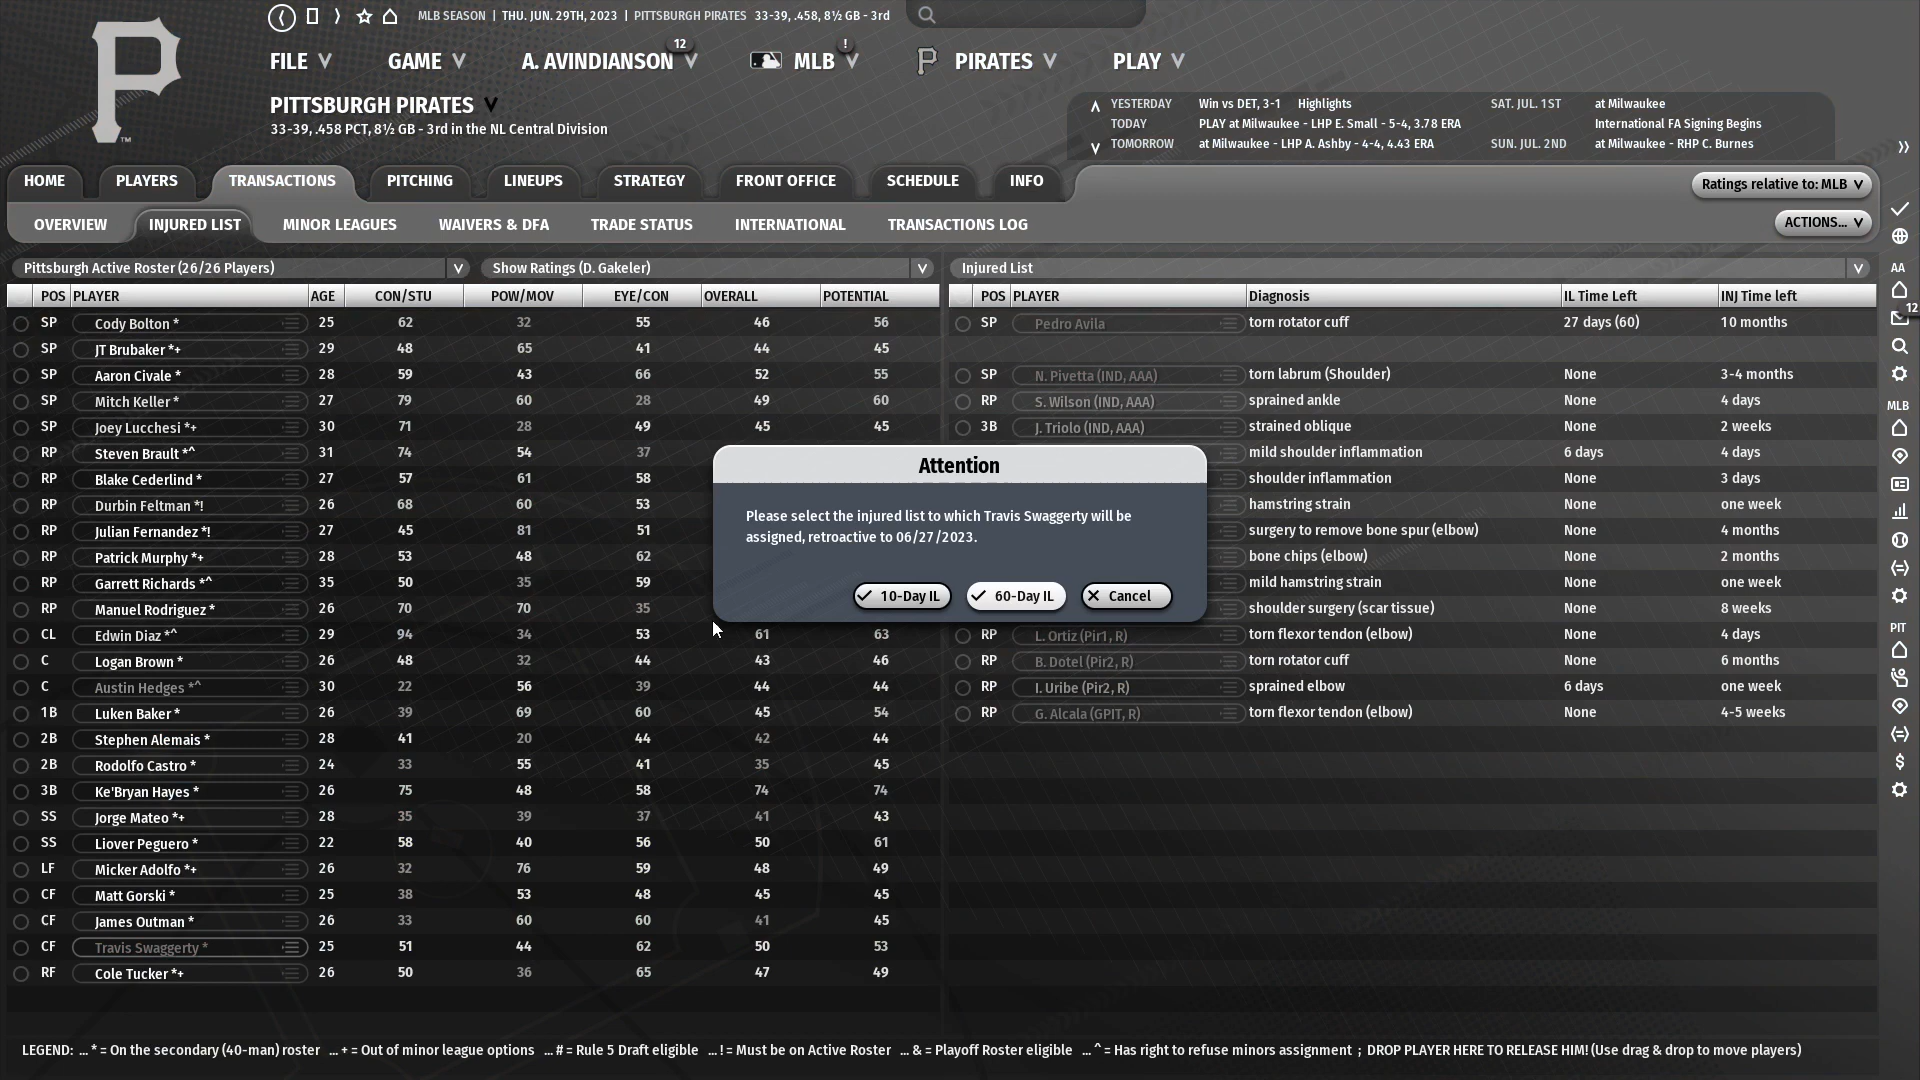 MLB SEASON | THU. JUN. 29TH, 2023 | PITTSBURGH PIRATES 33-39, .458, 8½ GB - 3rd
FILE GAME A. AVINDIANSON 12 MLB ! PIRATES PLAY
PITTSBURGH PIRATES
33-39, .458 PCT, 8½ GB - 3rd in the NL Central Division
YESTERDAY Win vs DET, 3-1 Highlights SAT. JUL. 1ST at Milwaukee
TODAY PLAY at Milwaukee - LHP E. Small - 5-4, 3.78 ERA International FA Signing Begins
TOMORROW at Milwaukee - LHP A. Ashby - 4-4, 4.43 ERA SUN. JUL. 2ND at Milwaukee - RHP C. Burnes
HOME PLAYERS TRANSACTIONS PITCHING LINEUPS STRATEGY FRONT OFFICE SCHEDULE INFO Ratings relative to: MLB
OVERVIEW INJURED LIST MINOR LEAGUES WAIVERS & DFA TRADE STATUS INTERNATIONAL TRANSACTIONS LOG ACTIONS...
Pittsburgh Active Roster (26/26 Players) Show Ratings (D. Gakeler) Injured List
POS PLAYER AGE CON/STU POW/MOV EYE/CON OVERALL POTENTIAL
SP Cody Bolton * 25 62 32 55 46 56
SP JT Brubaker *+ 29 48 65 41 44 45
SP Aaron Civale * 28 59 43 66 52 55
SP Mitch Keller * 27 79 60 28 49 60
SP Joey Lucchesi *+ 30 71 28 49 45 45
RP Steven Brault *^ 31 74 54 37
RP Blake Cederlind * 27 57 61 58
RP Durbin Feltman *! 26 68 60 53
RP Julian Fernandez *! 27 45 81 51
RP Patrick Murphy *+ 28 53 48 62
RP Garrett Richards *^ 35 50 35 59
RP Manuel Rodriguez * 26 70 70 35
CL Edwin Diaz *^ 29 94 34 53 61 63
C Logan Brown * 26 48 32 44 43 46
C Austin Hedges *^ 30 22 56 39 44 44
1B Luken Baker * 26 39 69 60 45 54
2B Stephen Alemais * 28 41 20 44 42 44
2B Rodolfo Castro * 24 33 55 41 35 45
3B Ke'Bryan Hayes * 26 75 48 58 74 74
SS Jorge Mateo *+ 28 35 39 37 41 43
SS Liover Peguero * 22 58 40 56 50 61
LF Micker Adolfo *+ 26 32 76 59 48 49
CF Matt Gorski * 25 38 53 48 45 45
CF James Outman * 26 33 60 60 41 45
CF Travis Swaggerty * 25 51 44 62 50 53
RF Cole Tucker *+ 26 50 36 65 47 49
POS PLAYER Diagnosis IL Time Left INJ Time left
SP Pedro Avila torn rotator cuff 27 days (60) 10 months
SP N. Pivetta (IND, AAA) torn labrum (Shoulder) None 3-4 months
RP S. Wilson (IND, AAA) sprained ankle None 4 days
3B J. Triolo (IND, AAA) strained oblique None 2 weeks
mild shoulder inflammation 6 days 4 days
shoulder inflammation None 3 days
hamstring strain None one week
surgery to remove bone spur (elbow) None 4 months
bone chips (elbow) None 2 months
mild hamstring strain None one week
shoulder surgery (scar tissue) None 8 weeks
RP L. Ortiz (Pir1, R) torn flexor tendon (elbow) None 4 days
RP B. Dotel (Pir2, R) torn rotator cuff None 6 months
RP I. Uribe (Pir2, R) sprained elbow 6 days one week
RP G. Alcala (GPIT, R) torn flexor tendon (elbow) None 4-5 weeks
Attention
Please select the injured list to which Travis Swaggerty will be
assigned, retroactive to 06/27/2023.
10-Day IL 60-Day IL Cancel
AA
12
MLB
PIT
LEGEND: ... * = On the secondary (40-man) roster ... + = Out of minor league options ... # = Rule 5 Draft eligible ... ! = Must be on Active Roster ... & = Playoff Roster eligible ... ^ = Has right to refuse minors assignment ; DROP PLAYER HERE TO RELEASE HIM! (Use drag & drop to move players)